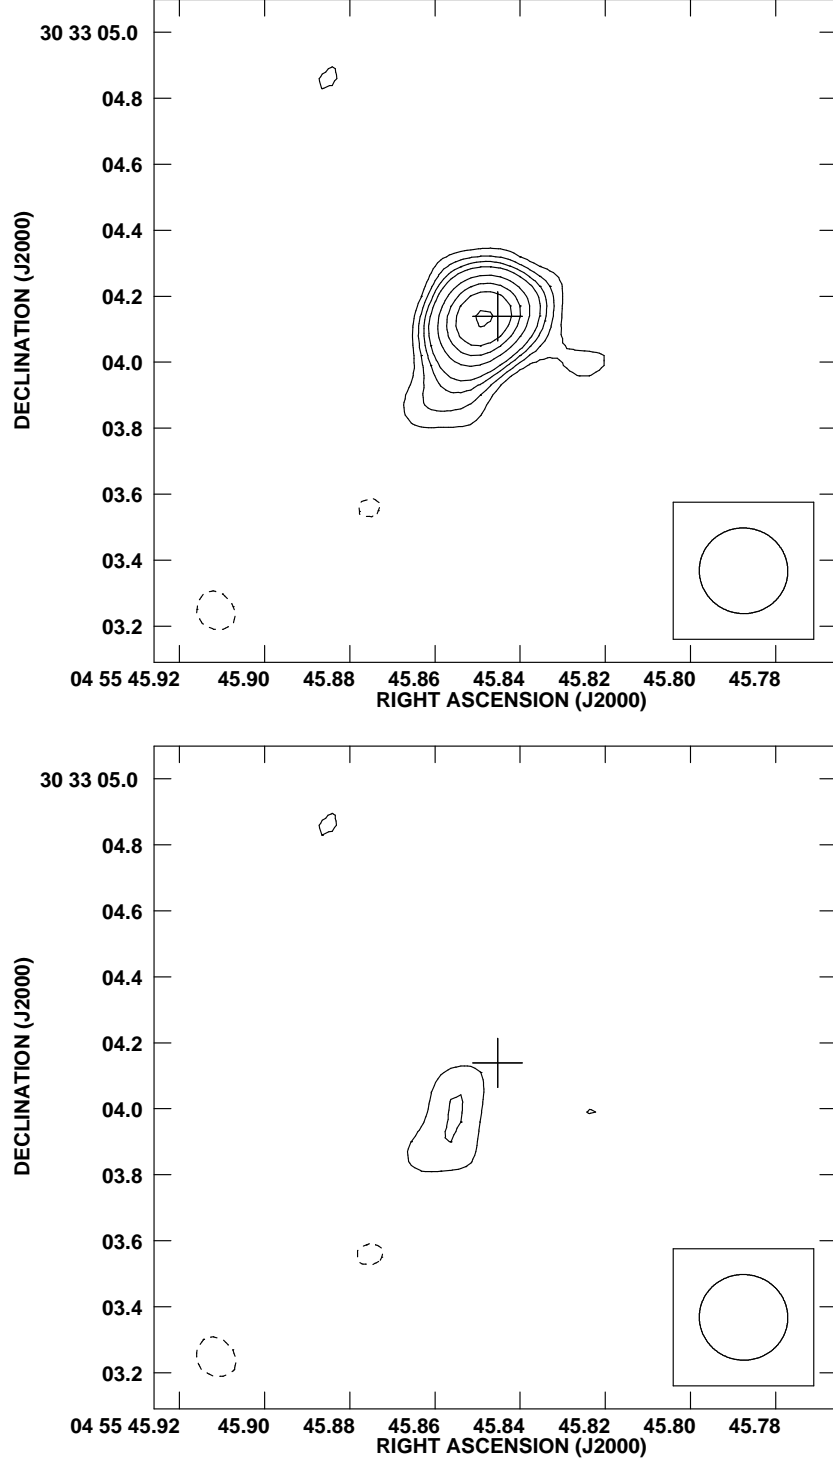 30 33 05.0
04.8
04.6
04.4
04.2
04.0
03.8
03.6
03.4
03.2
DECLINATION (J2000)
04 55 45.92 45.90 45.88 45.86 45.84 45.82 45.80 45.78
RIGHT ASCENSION (J2000)
30 33 05.0
04.8
04.6
04.4
04.2
04.0
03.8
03.6
03.4
03.2
DECLINATION (J2000)
04 55 45.92 45.90 45.88 45.86 45.84 45.82 45.80 45.78
RIGHT ASCENSION (J2000)